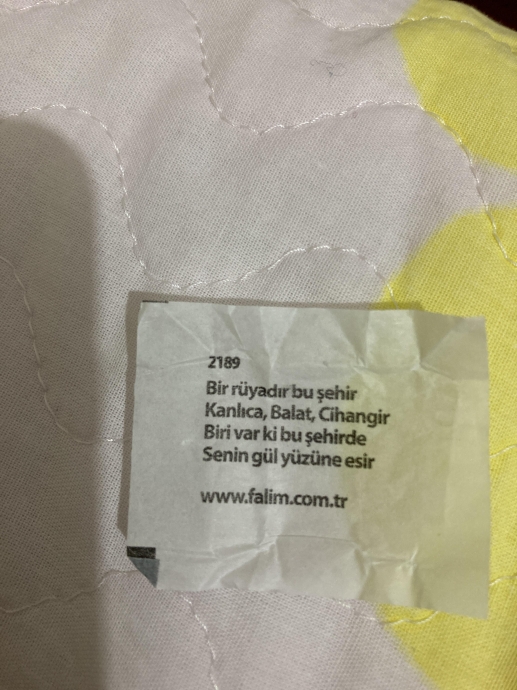 2189
Bir rüyadır bu şehir
Kanlıca, Balat, Cihangir
Biri var ki bu şehirde
Senin gül yüzüne esir
www.falim.com.tr